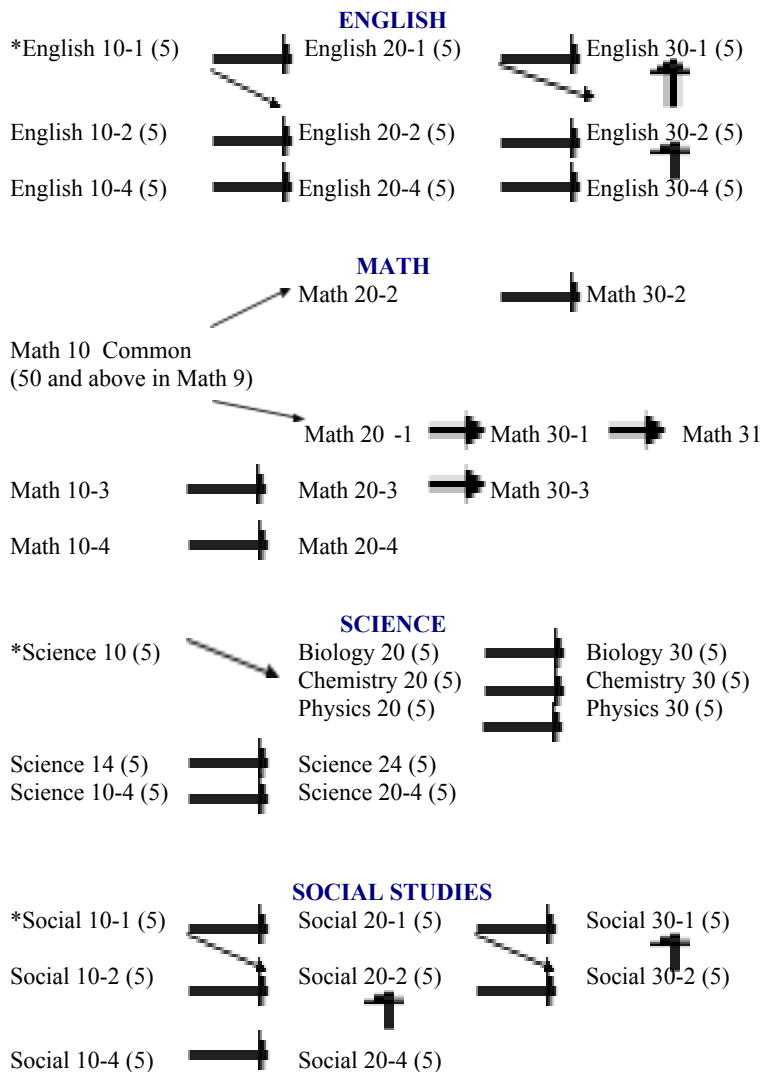 ENGLISH
*English 10-1 (5) English 20-1 (5) English 30-1 (5)
English 10-2 (5) English 20-2 (5) English 30-2 (5)
English 10-4 (5) English 20-4 (5) English 30-4 (5)
MATH
Math 20-2 Math 30-2
Math 10 Common
(50 and above in Math 9)
Math 20 -1 Math 30-1 Math 31
Math 10-3 Math 20-3 Math 30-3
Math 10-4 Math 20-4
SCIENCE
*Science 10 (5) Biology 20 (5) Biology 30 (5)
Chemistry 20 (5) Chemistry 30 (5)
Physics 20 (5) Physics 30 (5)
Science 14 (5) Science 24 (5)
Science 10-4 (5) Science 20-4 (5)
SOCIAL STUDIES
*Social 10-1 (5) Social 20-1 (5) Social 30-1 (5)
Social 10-2 (5) Social 20-2 (5) Social 30-2 (5)
Social 10-4 (5) Social 20-4 (5)